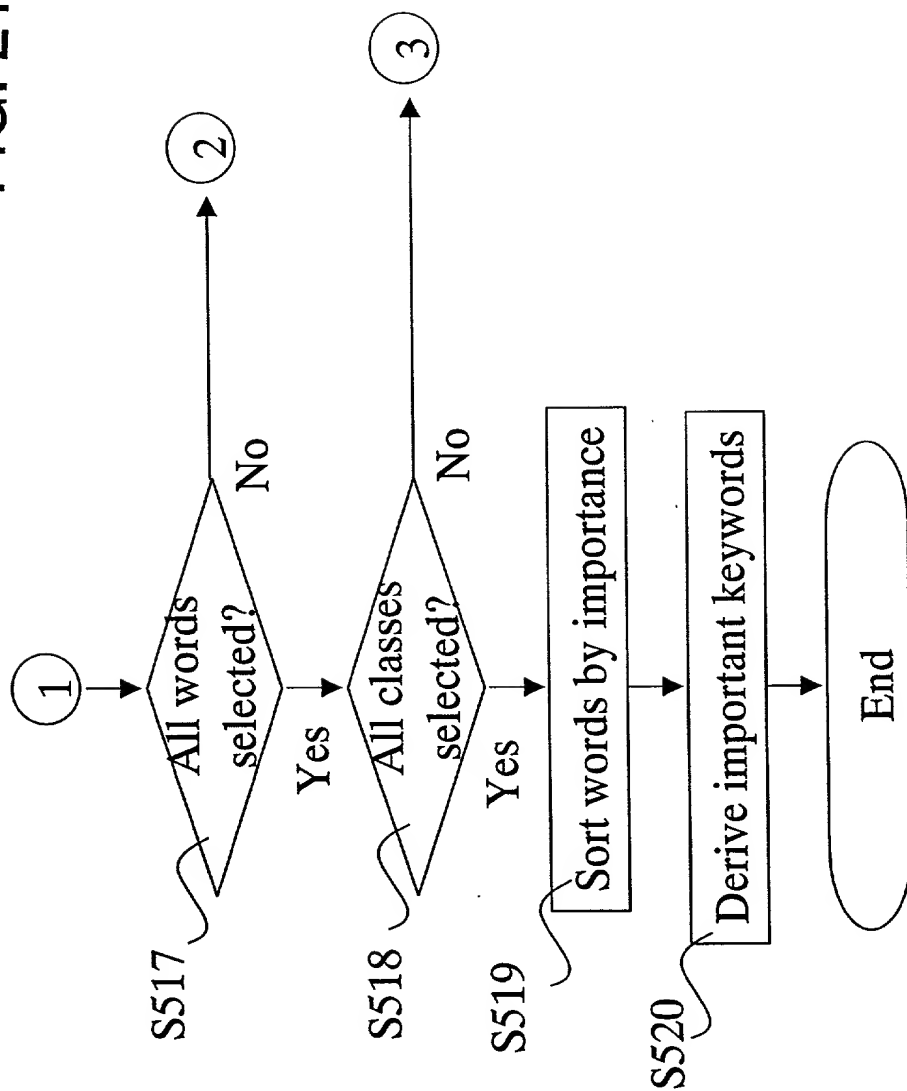 1
S517
All words
selected?
No
2
Yes
S518
All classes
selected?
No
3
Yes
S519
Sort words by importance
S520
Derive important keywords
End